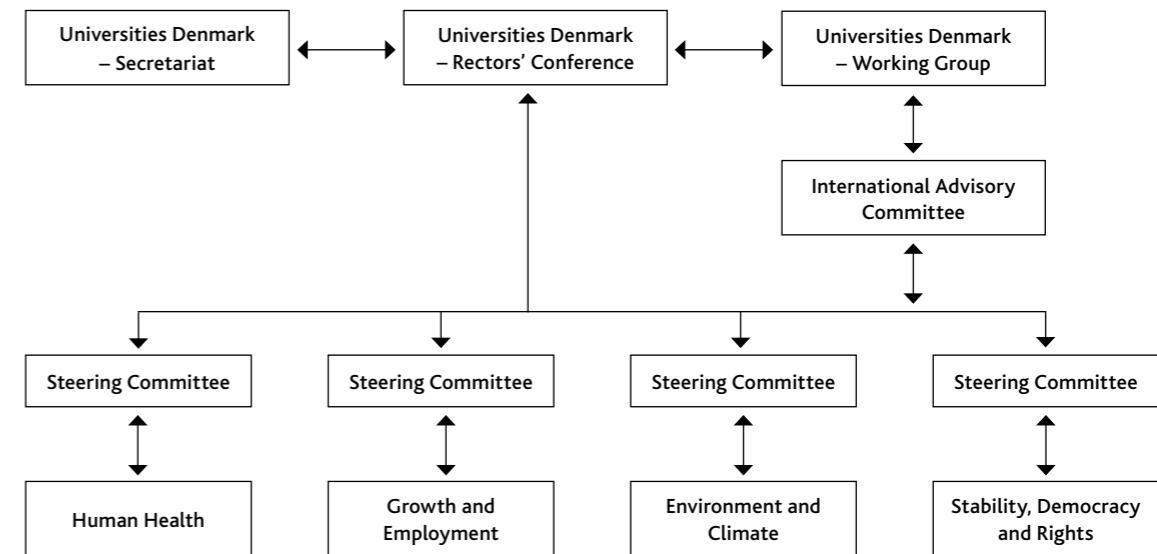 Universities Denmark
– Secretariat
Universities Denmark
– Rectors’ Conference
Universities Denmark
– Working Group
International Advisory
Committee
Steering Committee
Steering Committee
Steering Committee
Steering Committee
Human Health
Growth and
Employment
Environment and
Climate
Stability, Democracy
and Rights